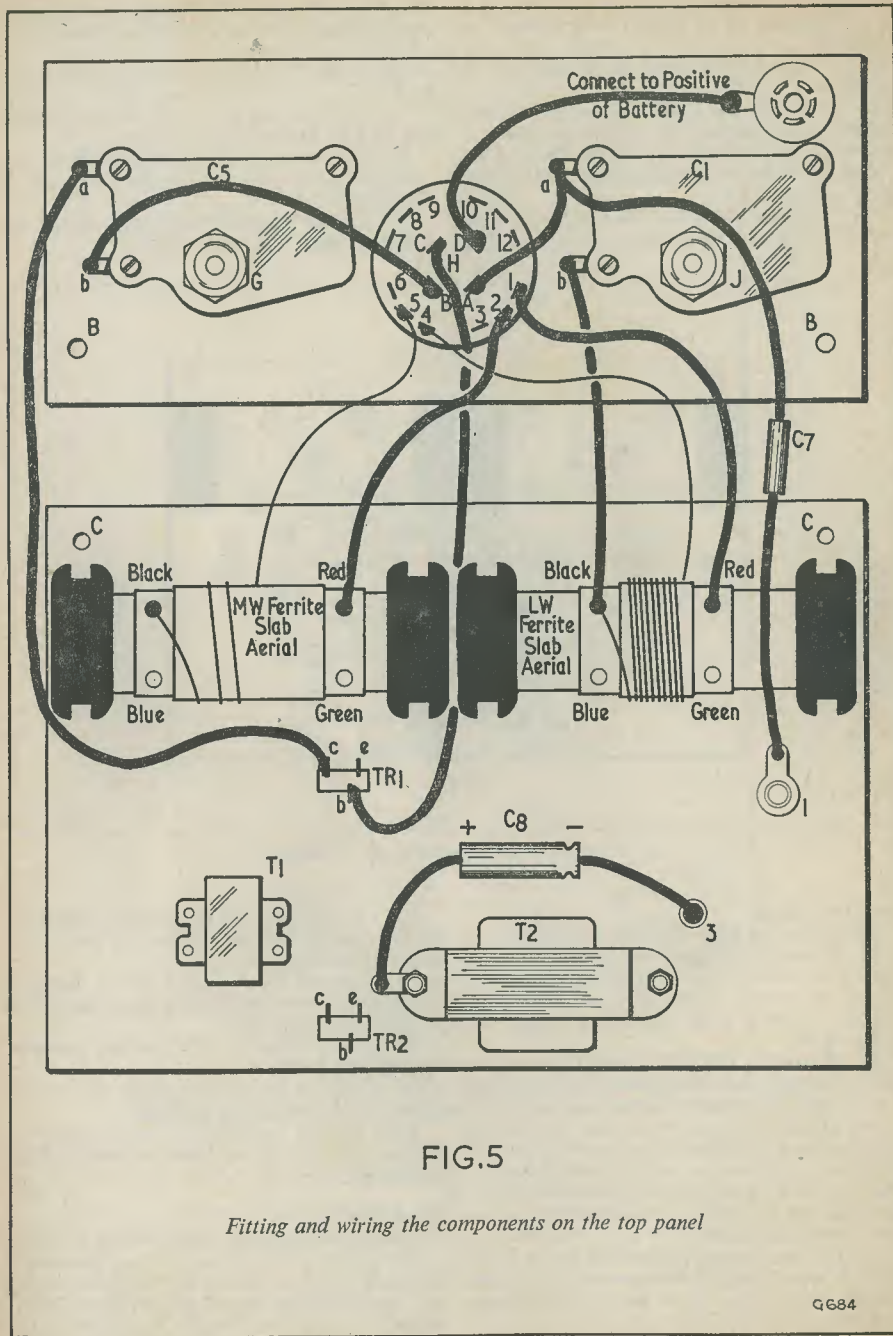 Connect to Positive
of Battery
C5
C1
a
a
9 10
8 11
7 C D 12
H
b G
b J
6 B A 1
5 2
4 3
B
B
C7
C
C
Black
Red
Black
Red
MW Ferrite
Slab
Aerial
LW
Ferrite
Slab
Aerial
Blue
Green
Blue
Green
c e
TR1
b
1
+ C8 −
T1
T2
3
c e
b TR2
FIG.5
Fitting and wiring the components on the top panel
G684